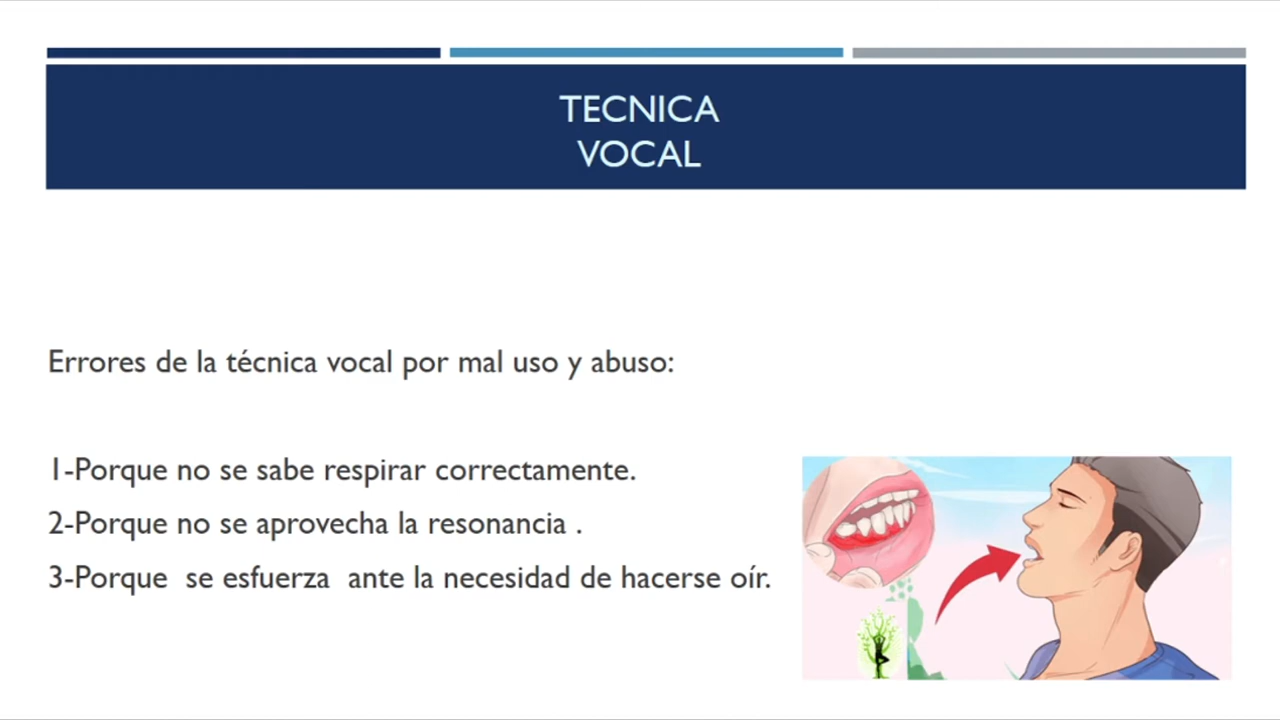 TECNICA
VOCAL
Errores de la técnica vocal por mal uso y abuso:
1-Porque no se sabe respirar correctamente.
2-Porque no se aprovecha la resonancia .
3-Porque  se esfuerza  ante la necesidad de hacerse oír.